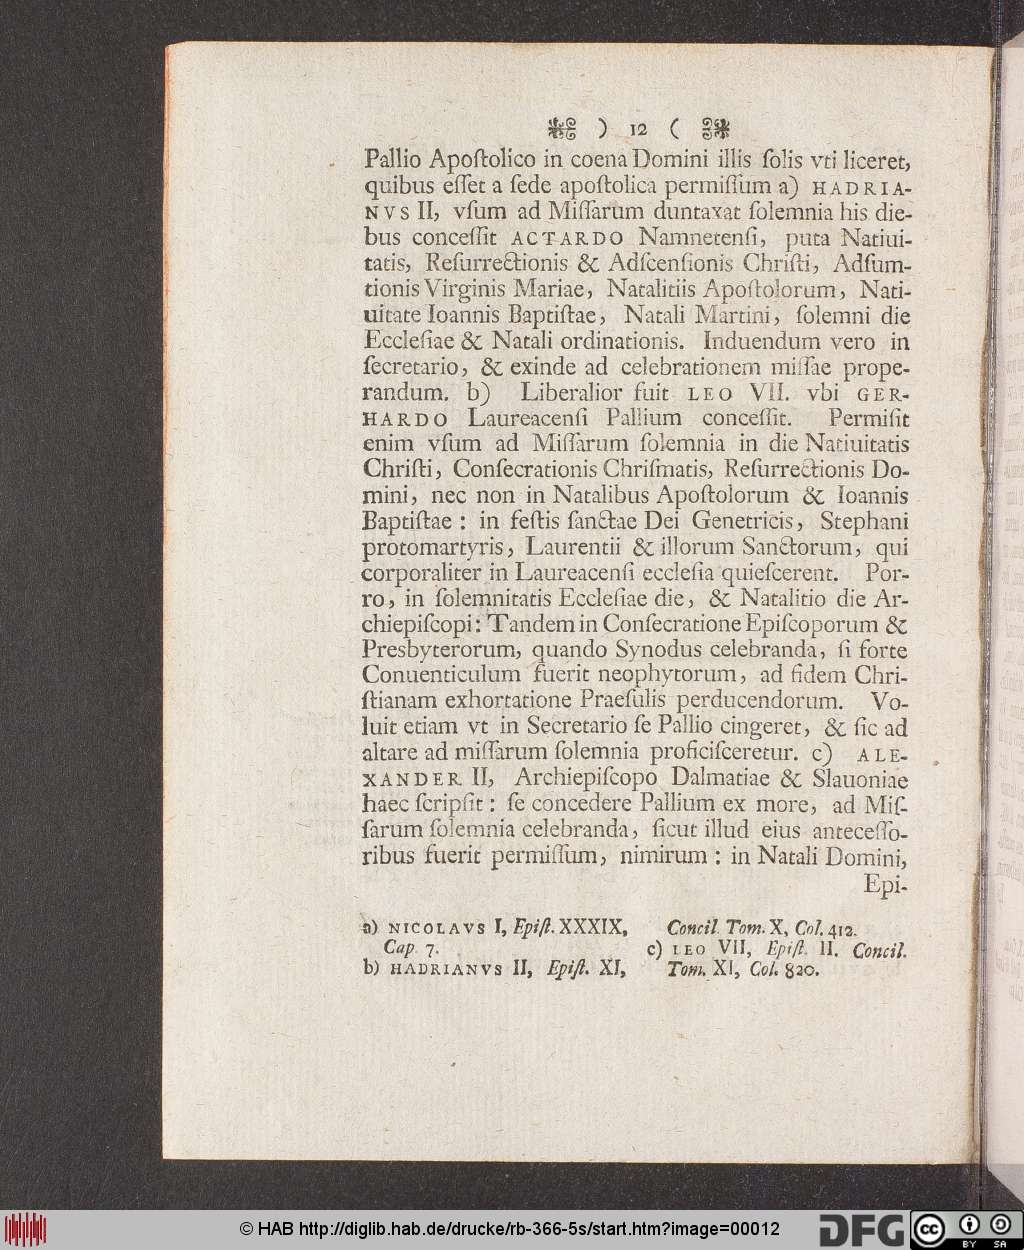 ) 12 (
Pallio Apoſtolico in coena Domini illis ſolis vti liceret,
quibus eſſet a ſede apoſtolica permiſſum a) HADRIA-
NVS II, vſum ad Miſſarum duntaxat ſolemnia his die-
bus conceſſit ACTARDO Namnetenſi, puta Natiui-
tatis, Reſurrectionis & Adſcenſionis Chriſti, Adſum-
tionis Virginis Mariae, Natalitiis Apoſtolorum, Nati-
uitate Ioannis Baptiſtae, Natali Martini, ſolemni die
Eccleſiae & Natali ordinationis. Induendum vero in
ſecretario, & exinde ad celebrationem miſſae prope-
randum. b) Liberalior fuit LEO VII. vbi GER-
HARDO Laureacenſi Pallium conceſſit. Permiſit
enim vſum ad Miſſarum ſolemnia in die Natiuitatis
Chriſti, Conſecrationis Chriſmatis, Reſurrectionis Do-
mini, nec non in Natalibus Apoſtolorum & Ioannis
Baptiſtae: in feſtis ſanctae Dei Genetricis, Stephani
protomartyris, Laurentii & illorum Sanctorum, qui
corporaliter in Laureacenſi eccleſia quieſcerent. Por-
ro, in ſolemnitatis Eccleſiae die, & Natalitio die Ar-
chiepiſcopi: Tandem in Conſecratione Epiſcoporum &
Presbyterorum, quando Synodus celebranda, ſi forte
Conuenticulum fuerit neophytorum, ad fidem Chri-
ſtianam exhortatione Praeſulis perducendorum. Vo-
luit etiam vt in Secretario ſe Pallio cingeret, & ſic ad
altare ad miſſarum ſolemnia proficiſceretur. c) ALE-
XANDER II, Archiepiſcopo Dalmatiae & Slauoniae
haec ſcripſit: ſe concedere Pallium ex more, ad Miſ-
ſarum ſolemnia celebranda, ſicut illud eius anteceſſo-
ribus fuerit permiſſum, nimirum: in Natali Domini,
Epi-
a) NICOLAVS I, Epiſt. XXXIX,
Cap. 7.
b) HADRIANVS II, Epiſt. XI,
Concil. Tom. X, Col. 412.
c) LEO VII, Epiſt. II. Concil.
Tom. XI, Col. 820.
© HAB http://diglib.hab.de/drucke/rb-366-5s/start.htm?image=00012
DFG
cc BY SA